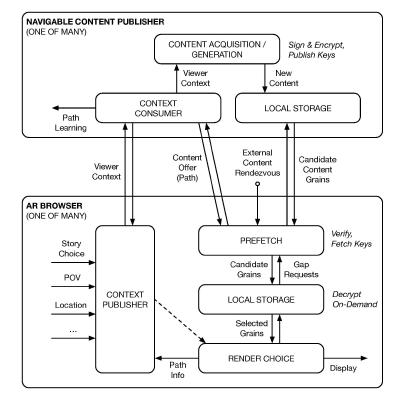 NAVIGABLE CONTENT PUBLISHER
(ONE OF MANY)
CONTENT ACQUISITION /
GENERATION
Sign & Encrypt,
Publish Keys
Viewer
Context
New
Content
CONTEXT
CONSUMER
LOCAL STORAGE
Path
Learning
Viewer
Context
Content
Offer
(Path)
External
Content
Rendezvous
Candidate
Content
Grains
AR BROWSER
(ONE OF MANY)
Story
Choice
POV
Location
...
CONTEXT
PUBLISHER
PREFETCH
Verify,
Fetch Keys
Candidate
Grains
Gap
Requests
LOCAL STORAGE
Decrypt
On-Demand
Selected
Grains
RENDER CHOICE
Path
Info
Display